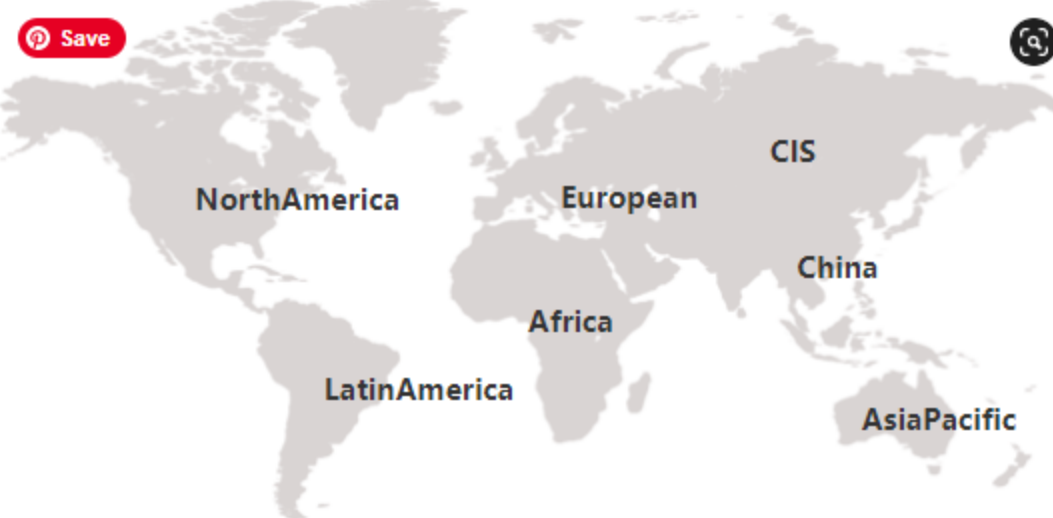 Save
CIS
NorthAmerica
European
China
Africa
LatinAmerica
AsiaPacific